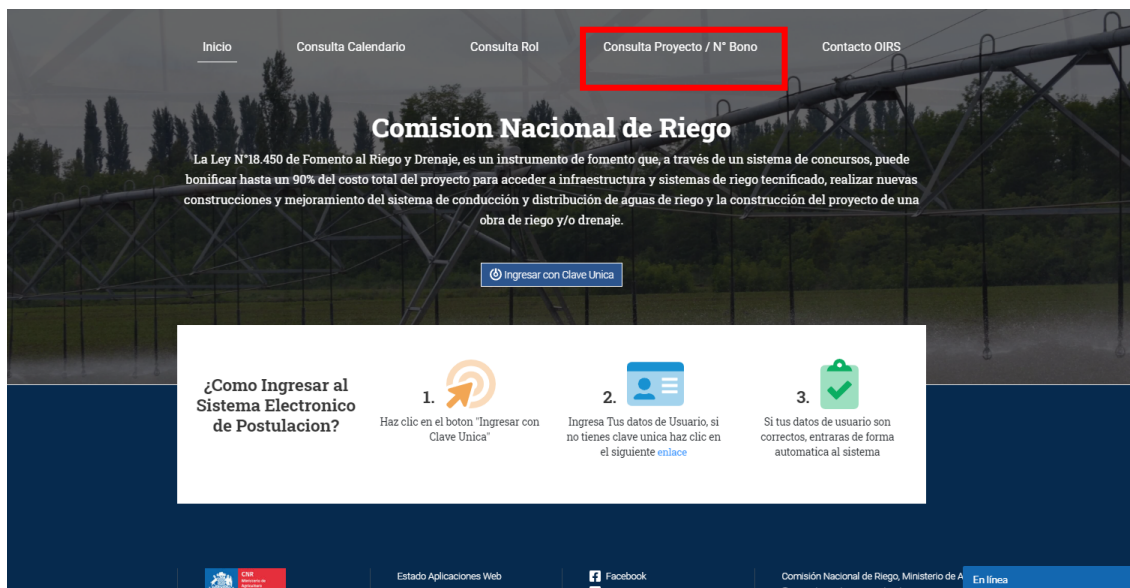 Inicio
Consulta Calendario
Consulta Rol
Consulta Proyecto / N° Bono
Contacto OIRS
Comision Nacional de Riego
La Ley N°18.450 de Fomento al Riego y Drenaje, es un instrumento de fomento que, a través de un sistema de concursos, puede
bonificar hasta un 90% del costo total del proyecto para acceder a infraestructura y sistemas de riego tecnificado, realizar nuevas
construcciones y mejoramiento del sistema de conducción y distribución de aguas de riego y la construcción del proyecto de una
obra de riego y/o drenaje.
Ingresar con Clave Unica
¿Como Ingresar al
Sistema Electronico
de Postulacion?
1.
Haz clic en el boton "Ingresar con
Clave Unica"
2.
Ingresa Tus datos de Usuario, si
no tienes clave unica haz clic en
el siguiente enlace
3.
Si tus datos de usuario son
correctos, entraras de forma
automatica al sistema
CNR
Ministerio de
Agricultura
Estado Aplicaciones Web
Facebook
Comisión Nacional de Riego, Ministerio de A
En línea